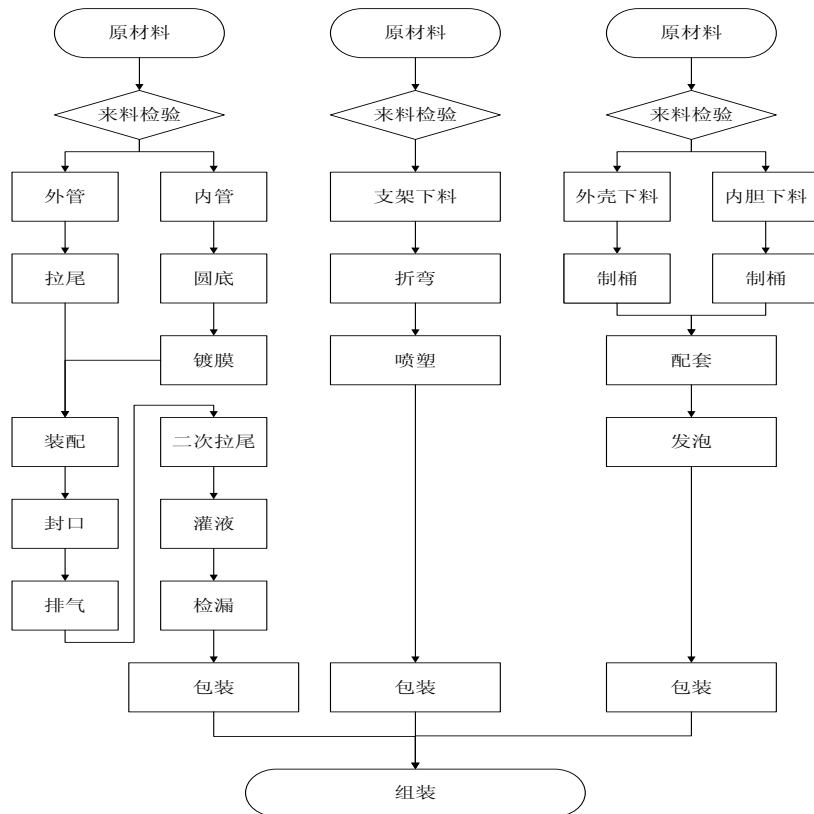 原材料
原材料
原材料
来料检验
来料检验
来料检验
外管
内管
支架下料
外壳下料
内胆下料
拉尾
圆底
折弯
制桶
制桶
镀膜
喷塑
配套
装配
二次拉尾
发泡
封口
灌液
排气
检漏
包装
包装
包装
组装